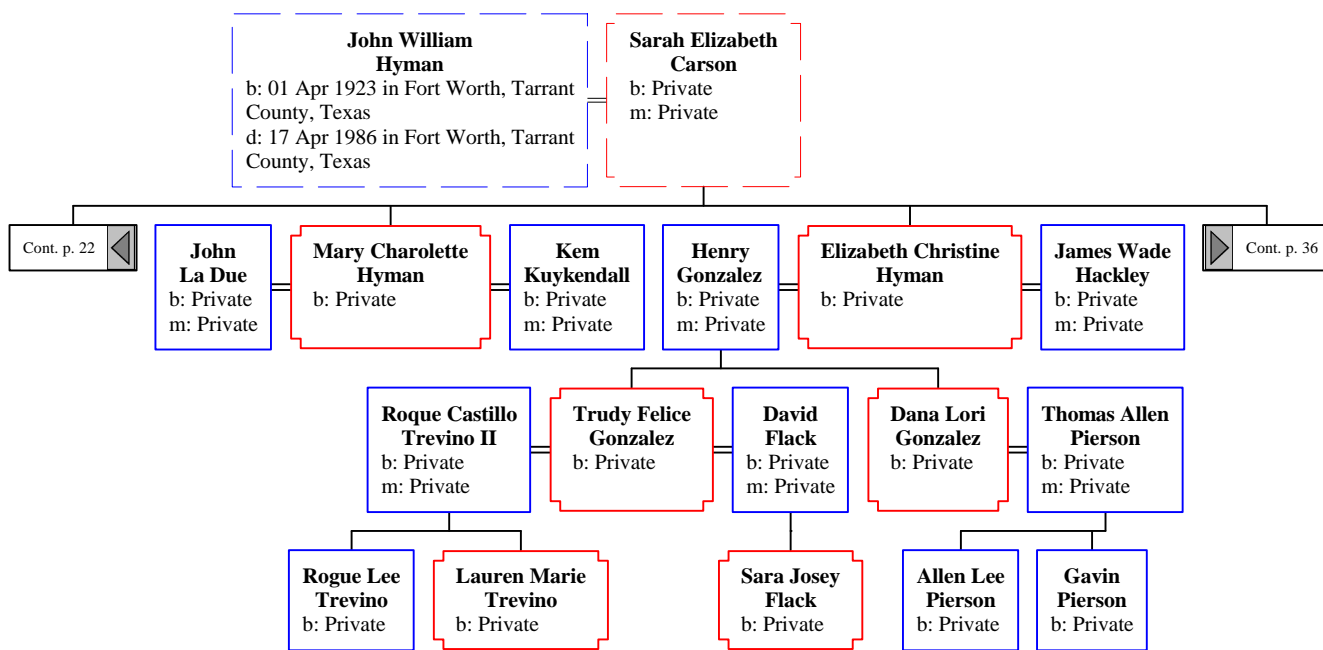 John William
Hyman
b: 01 Apr 1923 in Fort Worth, Tarrant
County, Texas
d: 17 Apr 1986 in Fort Worth, Tarrant
County, Texas
Sarah Elizabeth
Carson
b: Private
m: Private
Cont. p. 22
John
La Due
b: Private
m: Private
Mary Charolette
Hyman
b: Private
Kem
Kuykendall
b: Private
m: Private
Henry
Gonzalez
b: Private
m: Private
Elizabeth Christine
Hyman
b: Private
James Wade
Hackley
b: Private
m: Private
Cont. p. 36
Roque Castillo
Trevino II
b: Private
m: Private
Trudy Felice
Gonzalez
b: Private
David
Flack
b: Private
m: Private
Dana Lori
Gonzalez
b: Private
Thomas Allen
Pierson
b: Private
m: Private
Rogue Lee
Trevino
b: Private
Lauren Marie
Trevino
b: Private
Sara Josey
Flack
b: Private
Allen Lee
Pierson
b: Private
Gavin
Pierson
b: Private